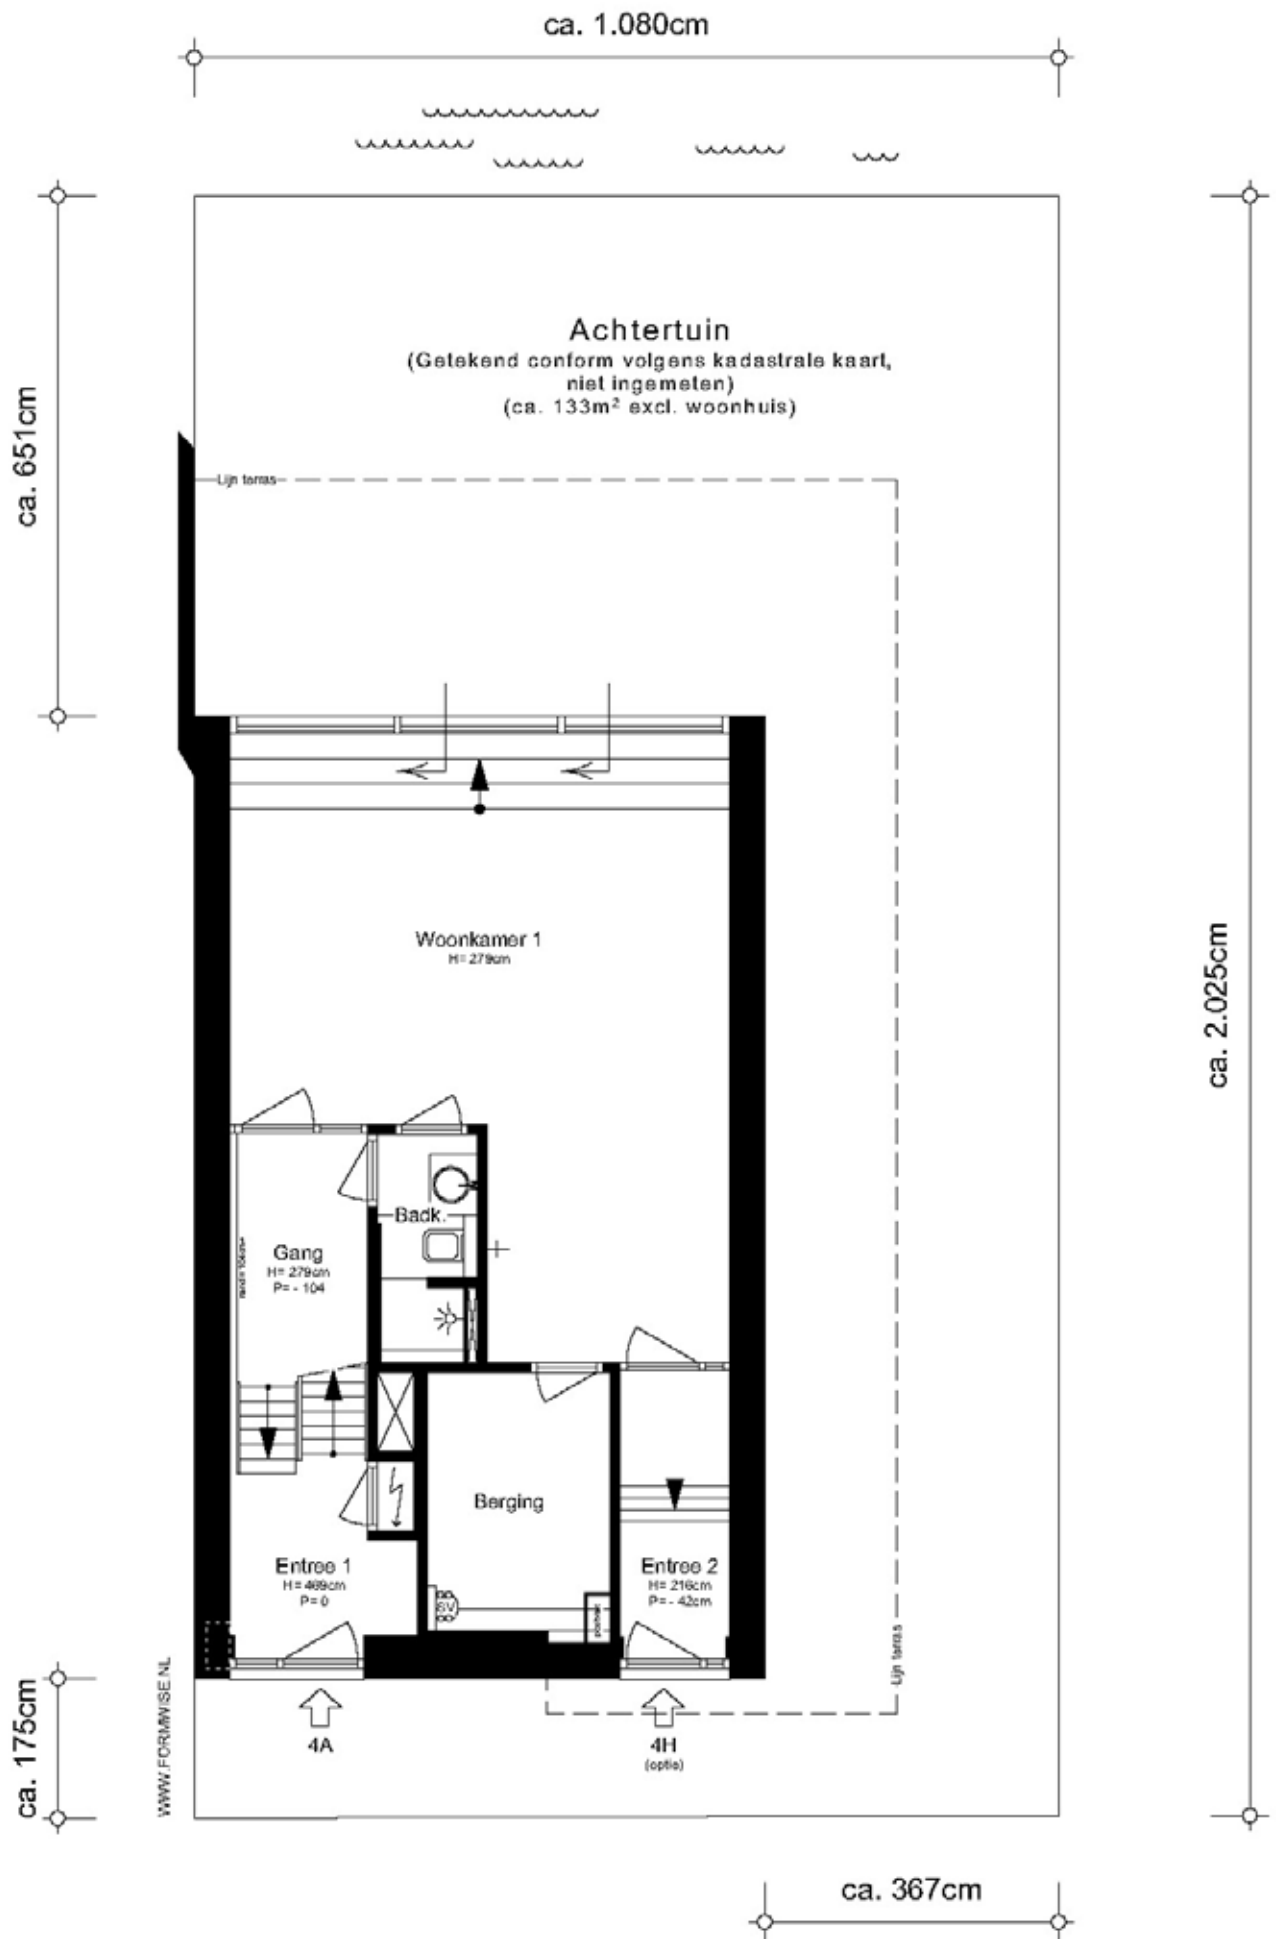 ca. 1.080cm
Achtertuin
(Getekend conform volgens kadastrale kaart,
niet ingemeten)
(ca. 133m² excl. woonhuis)
ca. 651cm
Lijn terras
Woonkamer 1
H= 279cm
ca. 2.025cm
Badk.
Gang
H= 279cm
P= - 104
Berging
Entree 1
H= 469cm
P= 0
Entree 2
H= 216cm
P= - 42cm
SV
Lijn terras
ca. 175cm
WWW.FORMWISE.NL
4A
4H
(optie)
ca. 367cm